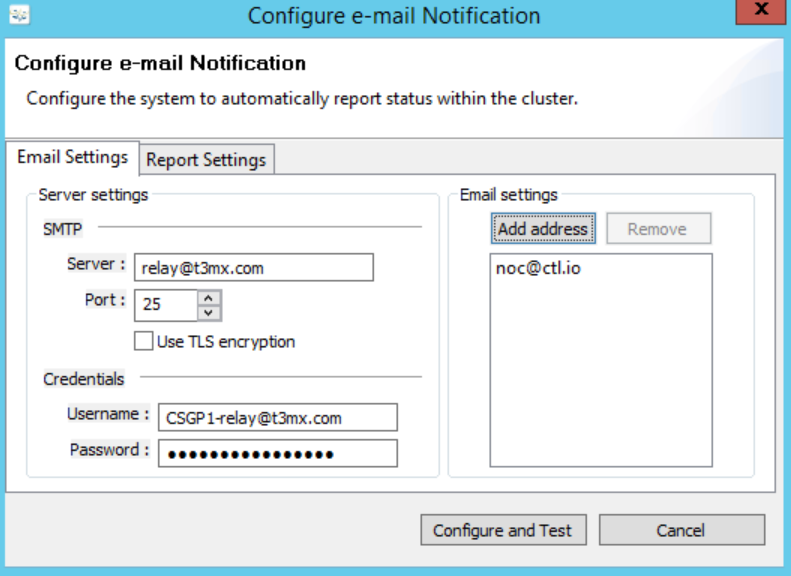 Configure e-mail Notification
x
Configure e-mail Notification
Configure the system to automatically report status within the cluster.
Email Settings
Report Settings
Server settings
SMTP
Server :
relay@t3mx.com
Port :
25
Use TLS encryption
Credentials
Username :
CSGP1-relay@t3mx.com
Password :
••••••••••••••••
Email settings
Add address
Remove
noc@ctl.io
Configure and Test
Cancel